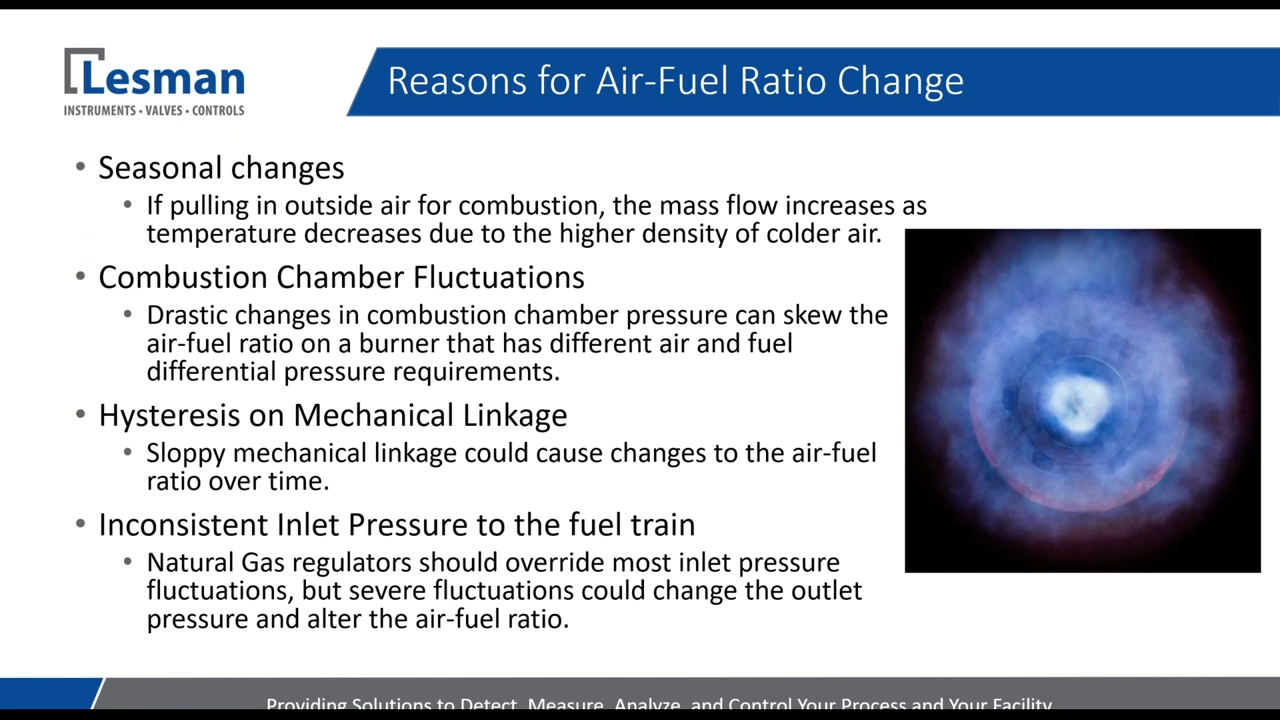 Lesman
INSTRUMENTS • VALVES • CONTROLS
Reasons for Air-Fuel Ratio Change
• Seasonal changes
• If pulling in outside air for combustion, the mass flow increases as
temperature decreases due to the higher density of colder air.
• Combustion Chamber Fluctuations
• Drastic changes in combustion chamber pressure can skew the
air-fuel ratio on a burner that has different air and fuel
differential pressure requirements.
• Hysteresis on Mechanical Linkage
• Sloppy mechanical linkage could cause changes to the air-fuel
ratio over time.
• Inconsistent Inlet Pressure to the fuel train
• Natural Gas regulators should override most inlet pressure
fluctuations, but severe fluctuations could change the outlet
pressure and alter the air-fuel ratio.
Providing Solutions to Detect, Measure, Analyze, and Control Your Process and Your Facility